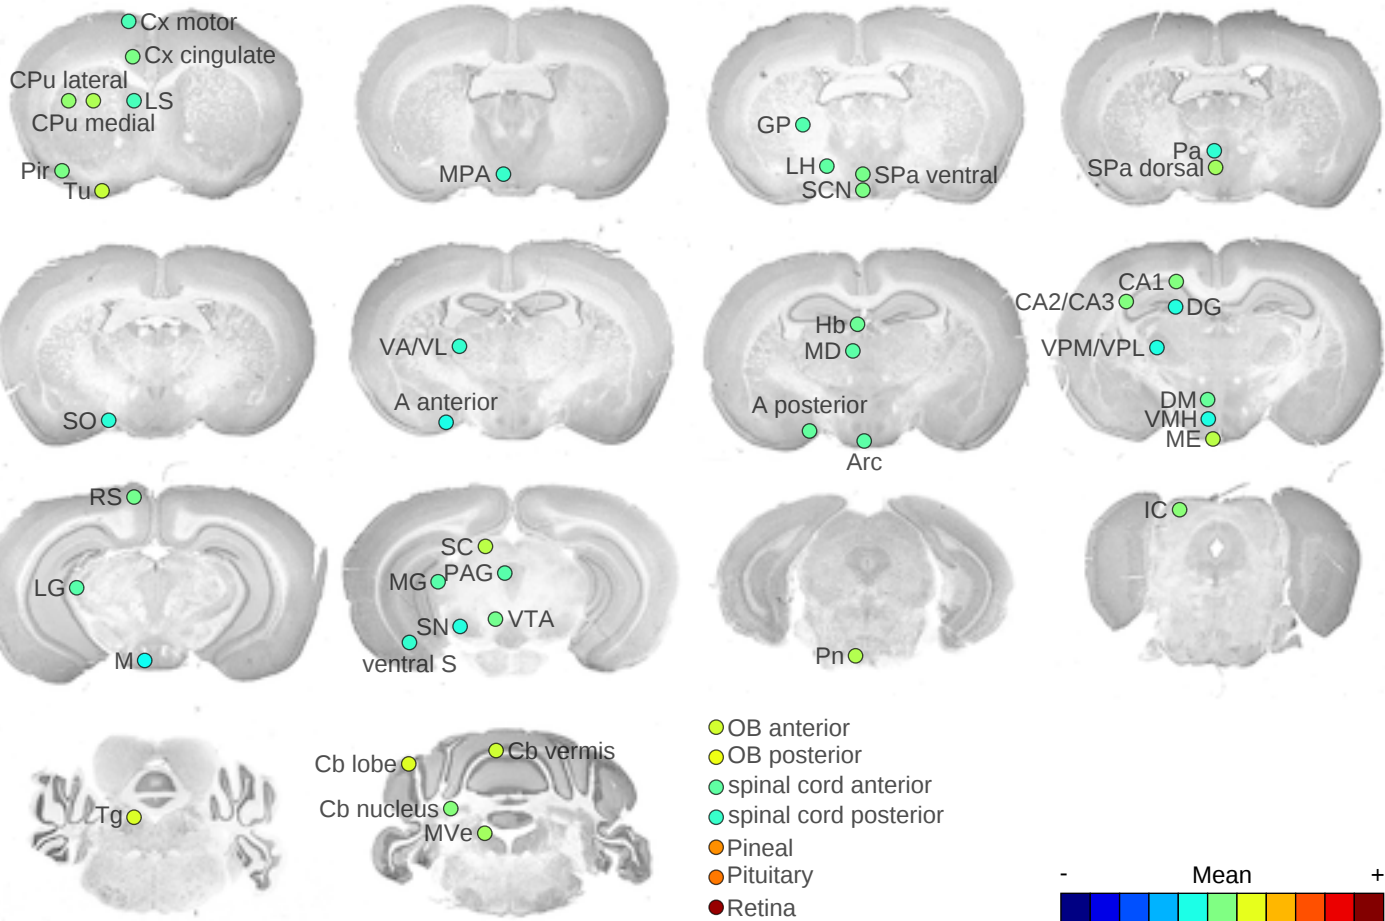 Cx motor
Cx cingulate
CPu lateral
LS
CPu medial
Pir
Tu
MPA
GP
LH
SPa ventral
SCN
Pa
SPa dorsal
SO
VA/VL
A anterior
Hb
MD
A posterior
Arc
CA1
CA2/CA3
DG
VPM/VPL
DM
VMH
ME
RS
LG
M
SC
MG
PAG
SN
VTA
ventral S
Pn
IC
Tg
Cb lobe
Cb vermis
Cb nucleus
MVe
OB anterior
OB posterior
spinal cord anterior
spinal cord posterior
Pineal
Pituitary
Retina
- Mean +